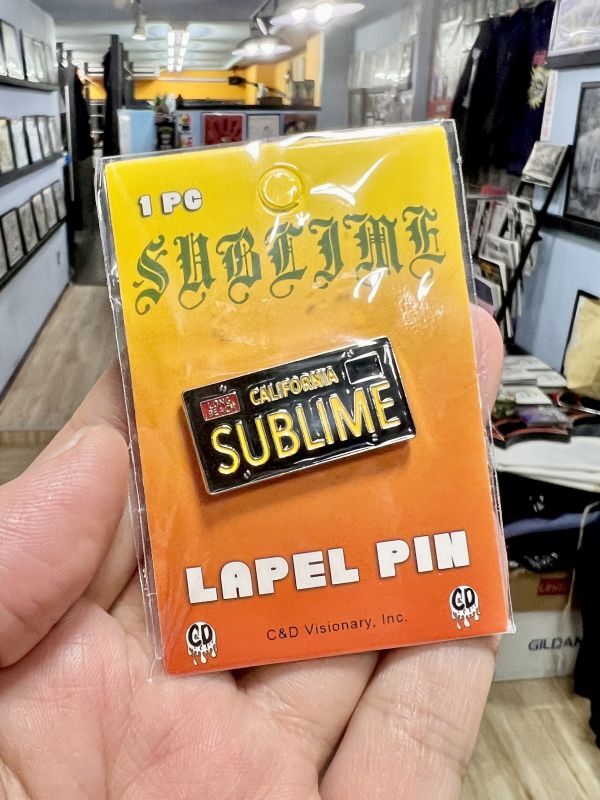 1 PC
SUBLIME
LONG
BEACH
CALIFORNIA
SUBLIME
LAPEL PIN
C&D Visionary, Inc.
CD
CD
GILDAN